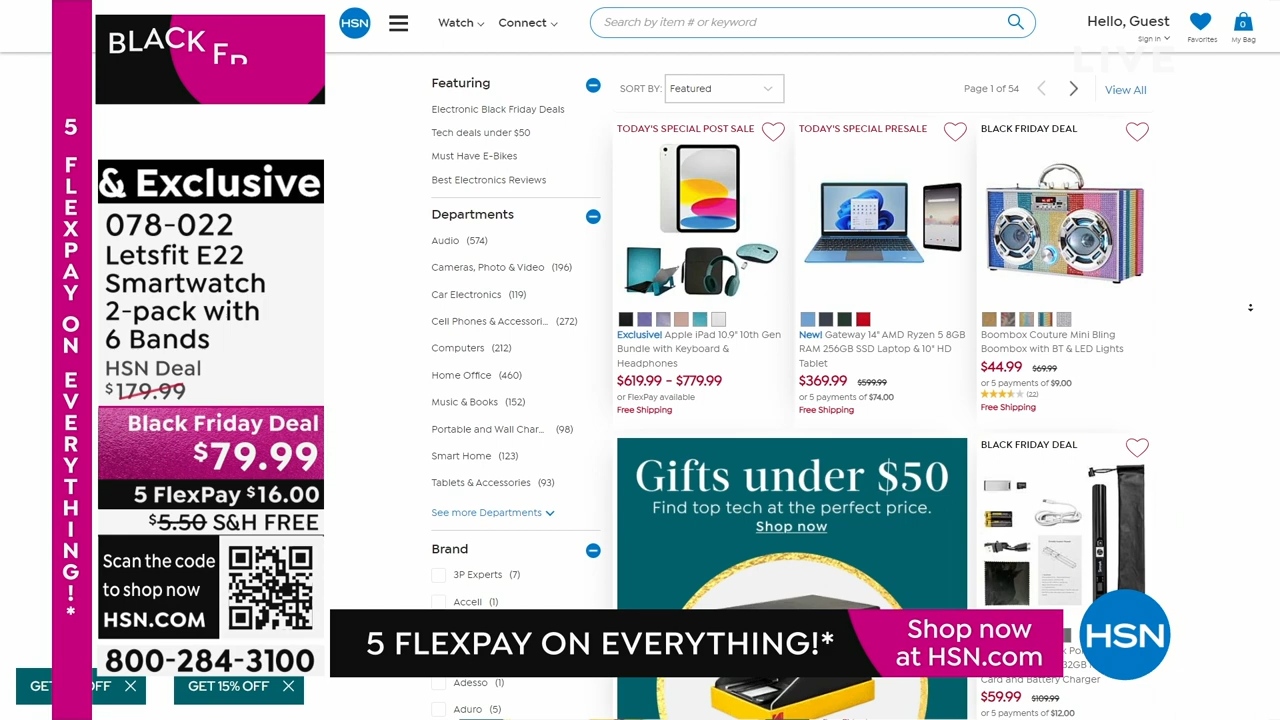 BLACK
5 FLEXPAY ON EVERYTHING!*
& Exclusive
078-022
Letsfit E22
Smartwatch
2-pack with
6 Bands
HSN Deal
$179.99
Black Friday Deal
$79.99
5 FlexPay $16.00
$5.50 S&H FREE
Scan the code
to shop now
HSN.COM
800-284-3100
GET OFF
GET 15% OFF
HSN
Watch
Connect
Search by item # or keyword
Hello, Guest
Sign in
Favorites
0
My Bag
LIVE
Featuring
Electronic Black Friday Deals
Tech deals under $50
Must Have E-Bikes
Best Electronics Reviews
Departments
Audio (574)
Cameras, Photo & Video (196)
Car Electronics (119)
Cell Phones & Accessori... (272)
Computers (212)
Home Office (460)
Music & Books (152)
Portable and Wall Char... (98)
Smart Home (123)
Tablets & Accessories (93)
See more Departments
Brand
3P Experts (7)
Accell (1)
Adesso (1)
Aduro (5)
SORT BY: Featured
Page 1 of 54
View All
TODAY'S SPECIAL POST SALE
Exclusive! Apple iPad 10.9" 10th Gen
Bundle with Keyboard &
Headphones
$619.99 - $779.99
or FlexPay available
Free Shipping
TODAY'S SPECIAL PRESALE
New! Gateway 14" AMD Ryzen 5 8GB
RAM 256GB SSD Laptop & 10" HD
Tablet
$369.99 $599.99
or 5 payments of $74.00
Free Shipping
BLACK FRIDAY DEAL
Boombox Couture Mini Bling
Boombox with BT & LED Lights
$44.99 $69.99
or 5 payments of $9.00
(22)
Free Shipping
Gifts under $50
Find top tech at the perfect price.
Shop now
BLACK FRIDAY DEAL
Card and Battery Charger
$59.99 $109.99
or 5 payments of $12.00
5 FLEXPAY ON EVERYTHING!*
Shop now
at HSN.com
HSN